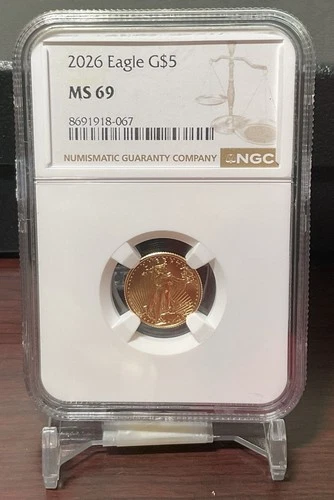 2026 Eagle G$5
MS 69
8691918-067
NUMISMATIC GUARANTY COMPANY NGC